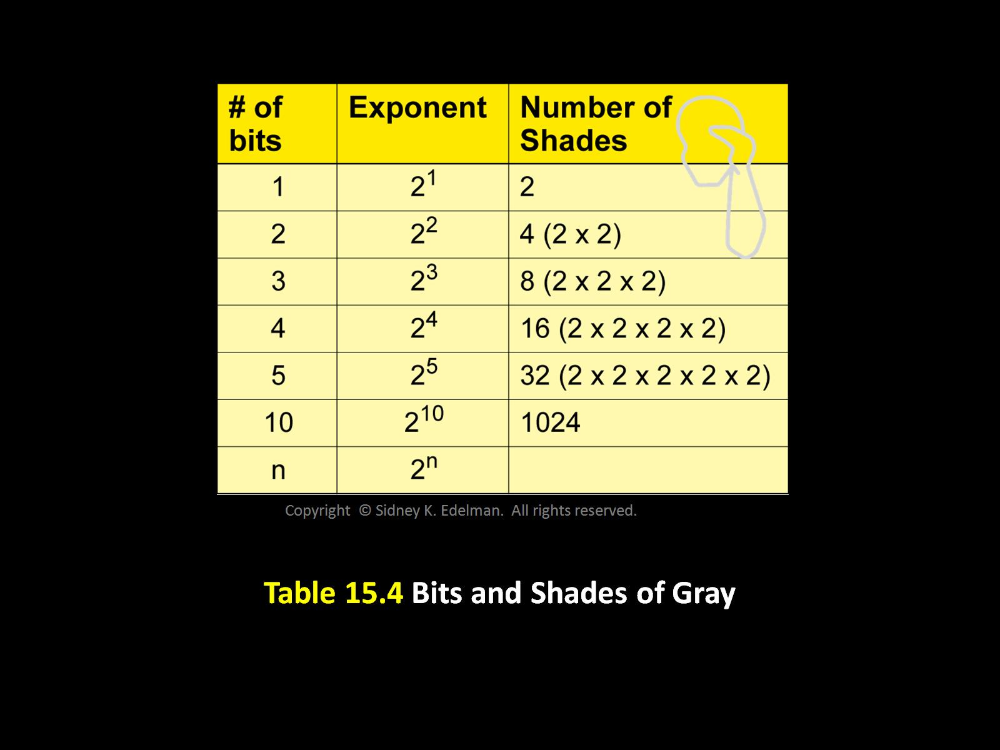 # of bits Exponent Number of Shades
1 2^1 2
2 2^2 4 (2 x 2)
3 2^3 8 (2 x 2 x 2)
4 2^4 16 (2 x 2 x 2 x 2)
5 2^5 32 (2 x 2 x 2 x 2 x 2)
10 2^10 1024
n 2^n
Copyright © Sidney K. Edelman. All rights reserved.
Table 15.4 Bits and Shades of Gray